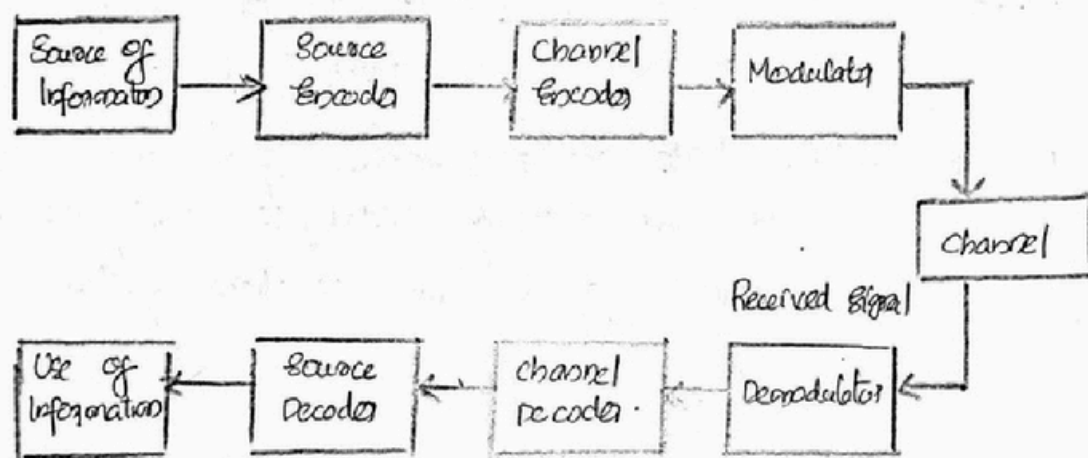 Source of
Information
Source
Encoder
Channel
Encoder
Modulator
Channel
Received Signal
Demodulator
channel
Decoder.
Source
Decoder
Use of
Information